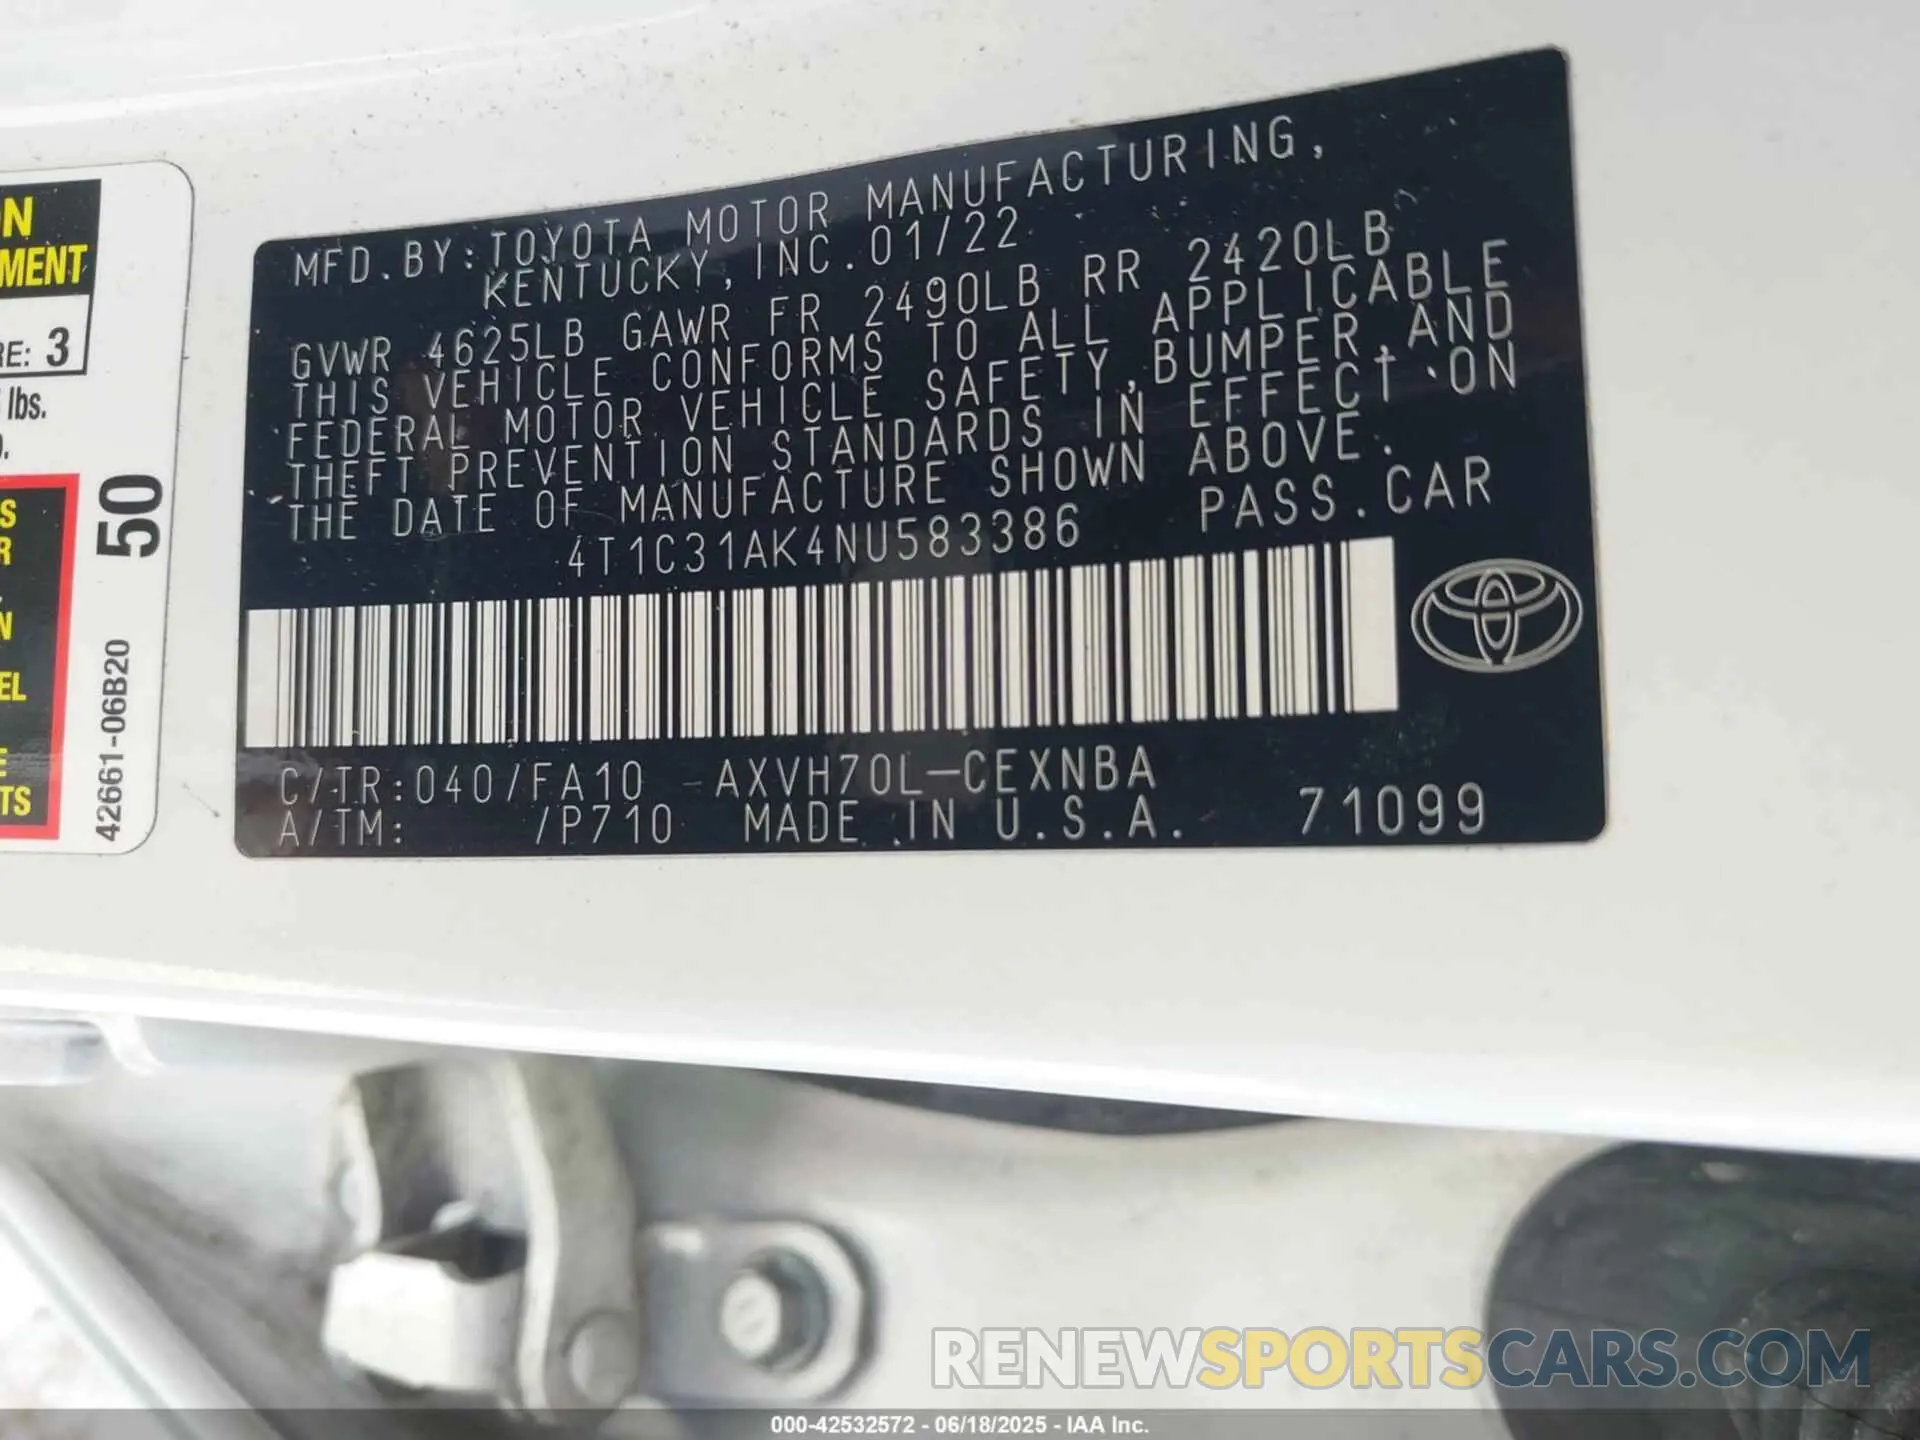 MFD.BY:TOYOTA MOTOR MANUFACTURING,
KENTUCKY, INC. 01/22
GVWR 4625LB GAWR FR 2490LB RR 2420LB
THIS VEHICLE CONFORMS TO ALL APPLICABLE
FEDERAL MOTOR VEHICLE SAFETY, BUMPER, AND
THEFT PREVENTION STANDARDS IN EFFECT ON
THE DATE OF MANUFACTURE SHOWN ABOVE.
4T1C31AK4NU583386 PASS.CAR
C/TR:040/FA10 AXVH70L-CEXNBA
A/TM: /P710 MADE IN U.S.A. 71099
ON
MENT
RE: 3
lbs.
50
42661-06B20
S
R
N
EL
E
TS
RENEWSPORTSCARS.COM
000-42532572 - 06/18/2025 - IAA Inc.